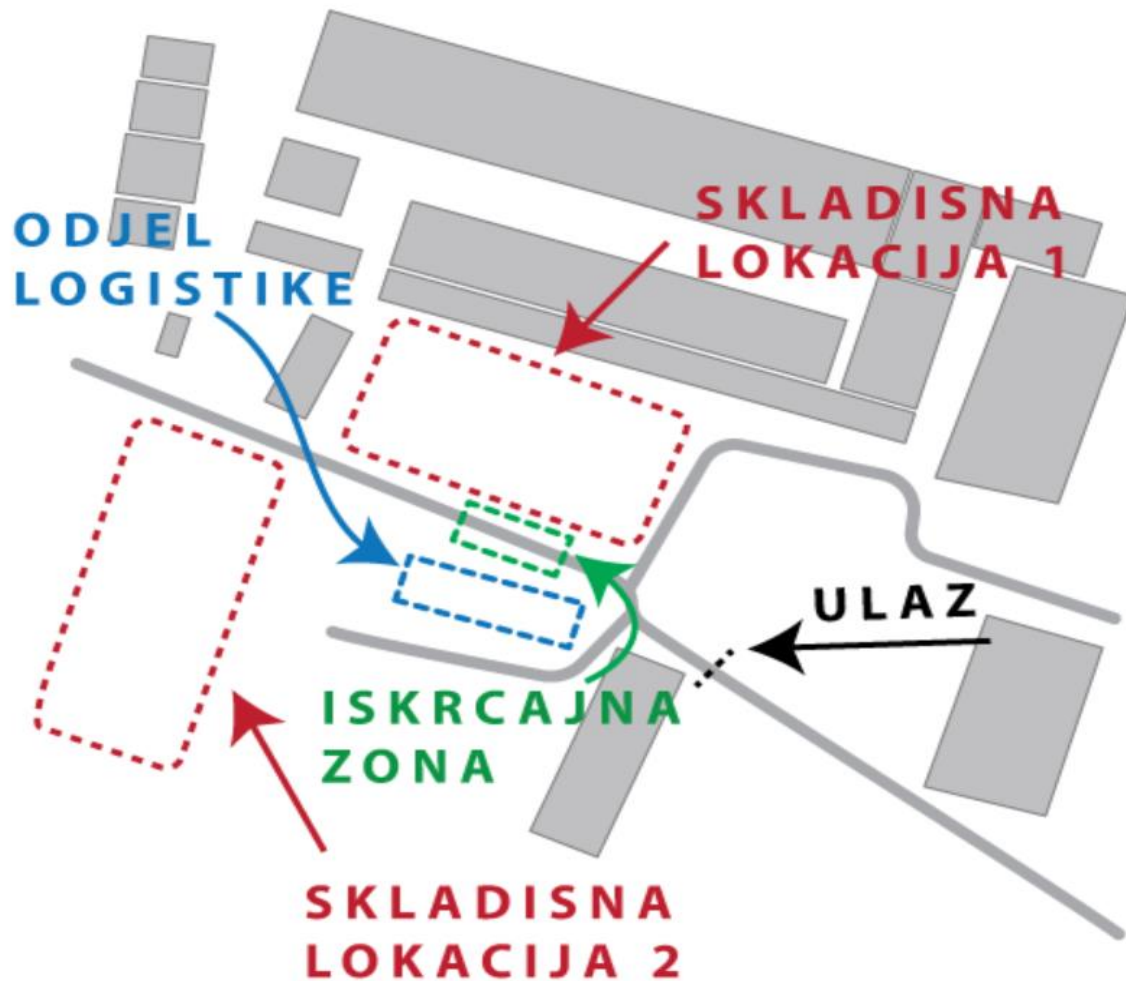 SKLADISNA
LOKACIJA 1
ODJEL
LOGISTIKE
ULAZ
ISKRCAJNA
ZONA
SKLADISNA
LOKACIJA 2